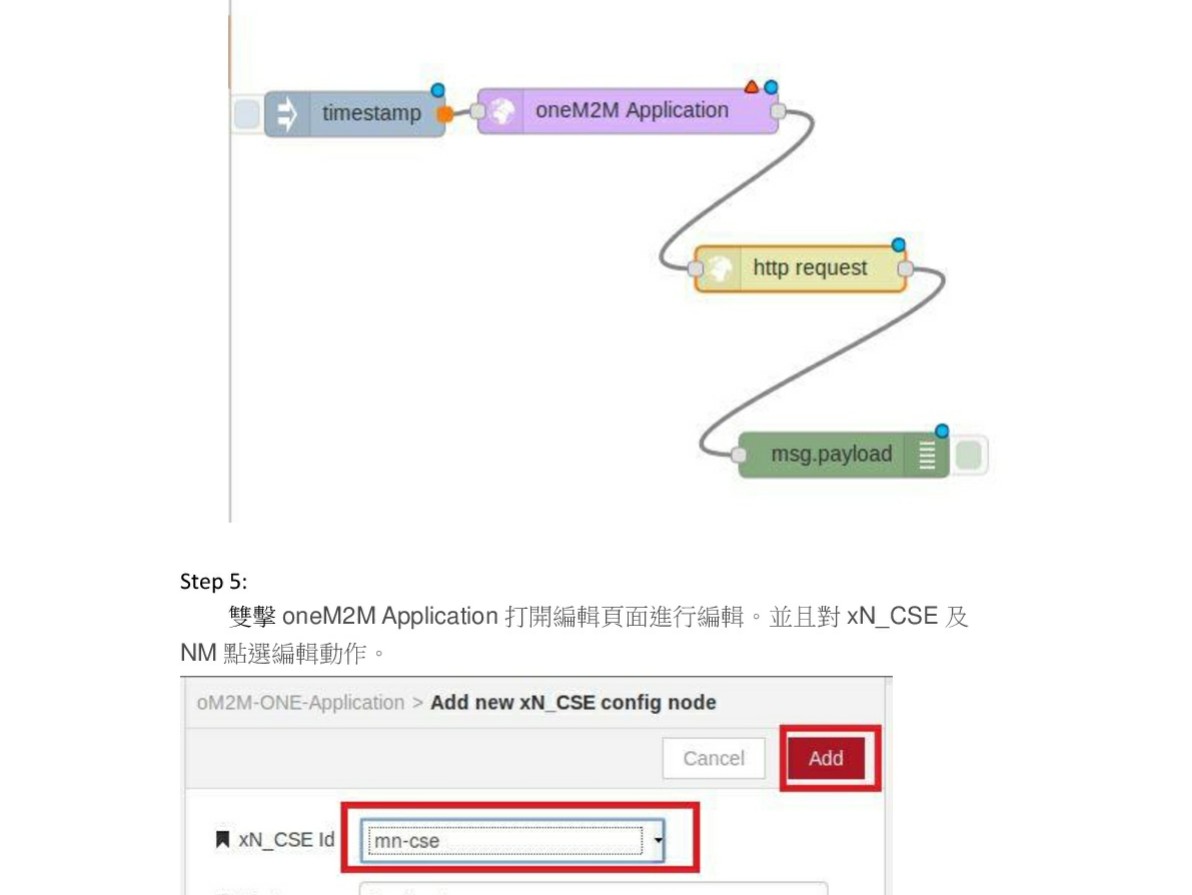 timestamp
oneM2M Application
http request
msg.payload
Step 5:
雙擊 oneM2M Application 打開編輯頁面進行編輯。並且對 xN_CSE 及
NM 點選編輯動作。
oM2M-ONE-Application > Add new xN_CSE config node
Cancel
Add
xN_CSE Id
mn-cse